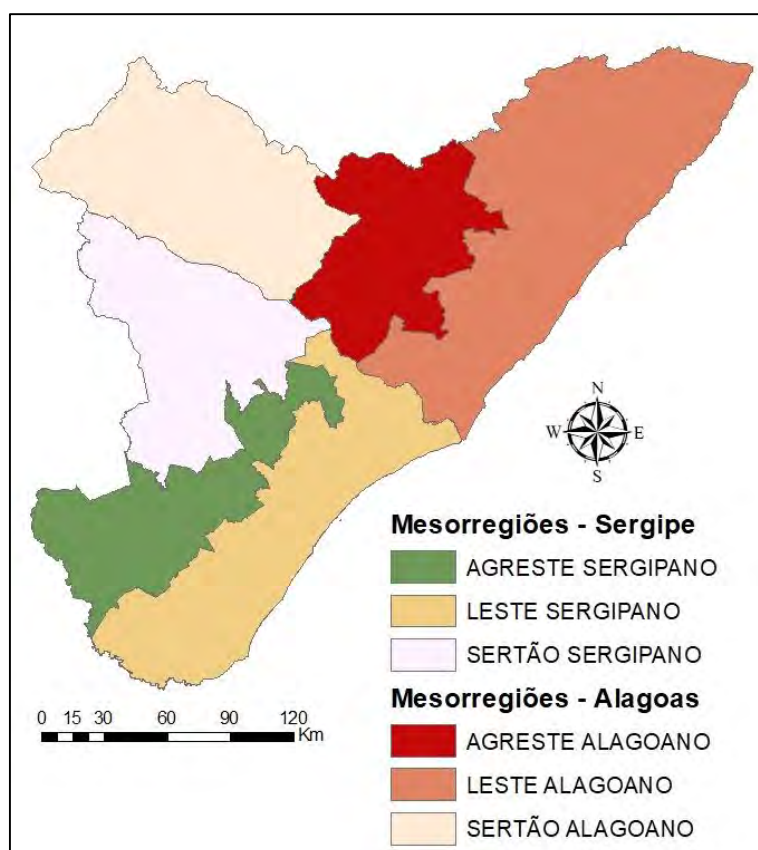 N
W E
S
Mesorregiões - Sergipe
AGRESTE SERGIPANO
LESTE SERGIPANO
SERTÃO SERGIPANO
Mesorregiões - Alagoas
AGRESTE ALAGOANO
LESTE ALAGOANO
SERTÃO ALAGOANO
0 15 30 60 90 120
Km